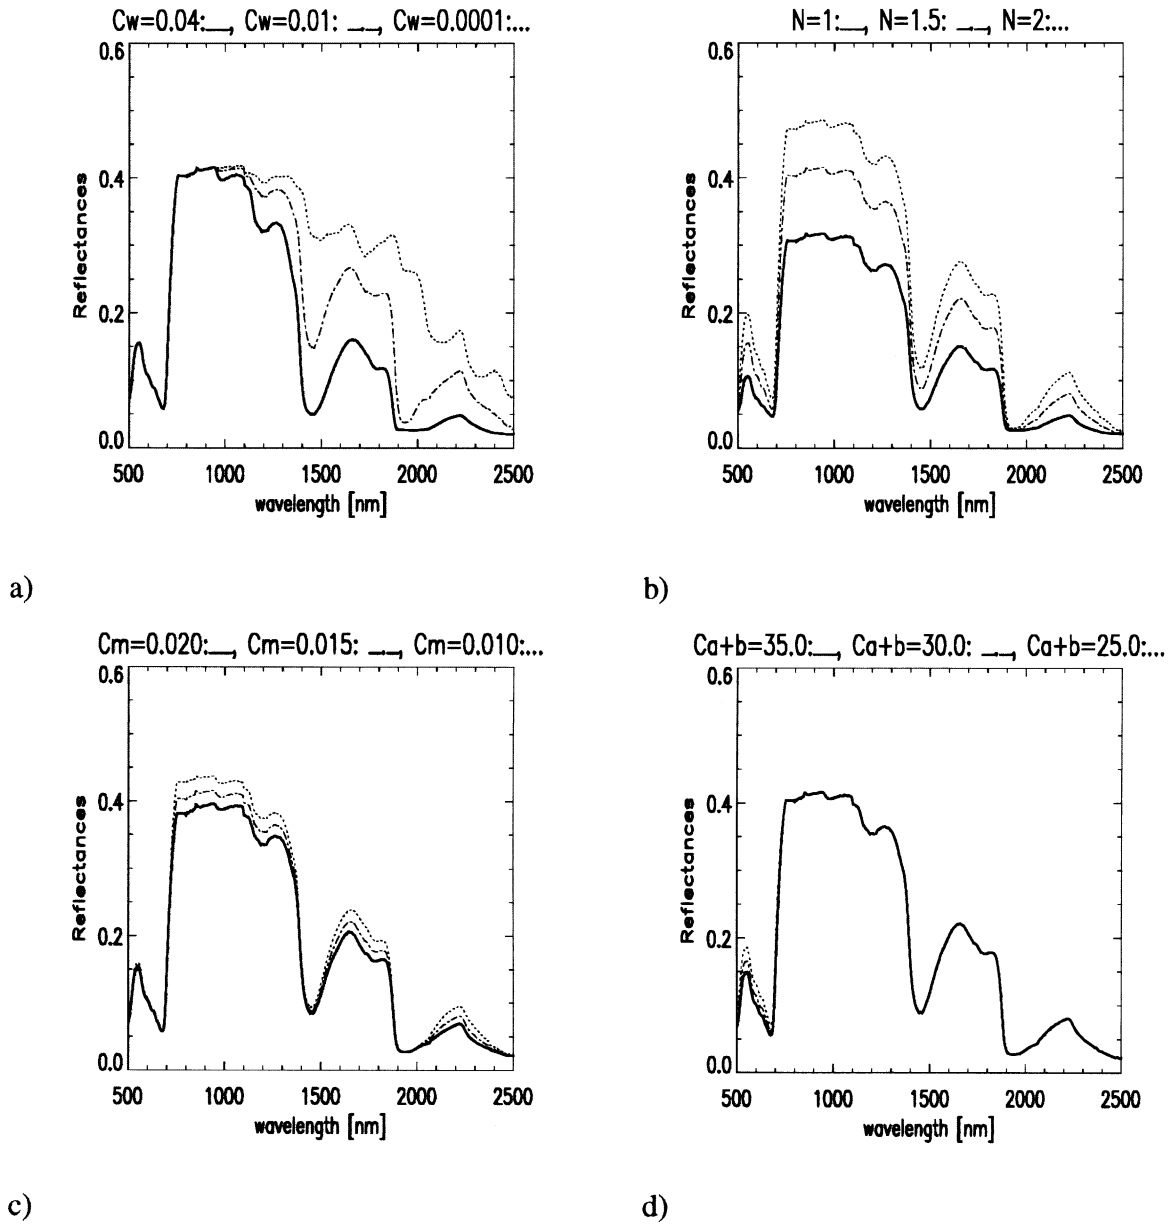 Cw=0.04:__, Cw=0.01: _.._, Cw=0.0001:...
0.6
0.4
0.2
0.0
Reflectances
500 1000 1500 2000 2500
wavelength [nm]
a)
N=1:__, N=1.5: _.._, N=2:...
0.6
0.4
0.2
0.0
Reflectances
500 1000 1500 2000 2500
wavelength [nm]
b)
Cm=0.020:__, Cm=0.015: _.._, Cm=0.010:...
0.6
0.4
0.2
0.0
Reflectances
500 1000 1500 2000 2500
wavelength [nm]
c)
Ca+b=35.0:__, Ca+b=30.0: _.._, Ca+b=25.0:...
0.6
0.4
0.2
0.0
Reflectances
500 1000 1500 2000 2500
wavelength [nm]
d)